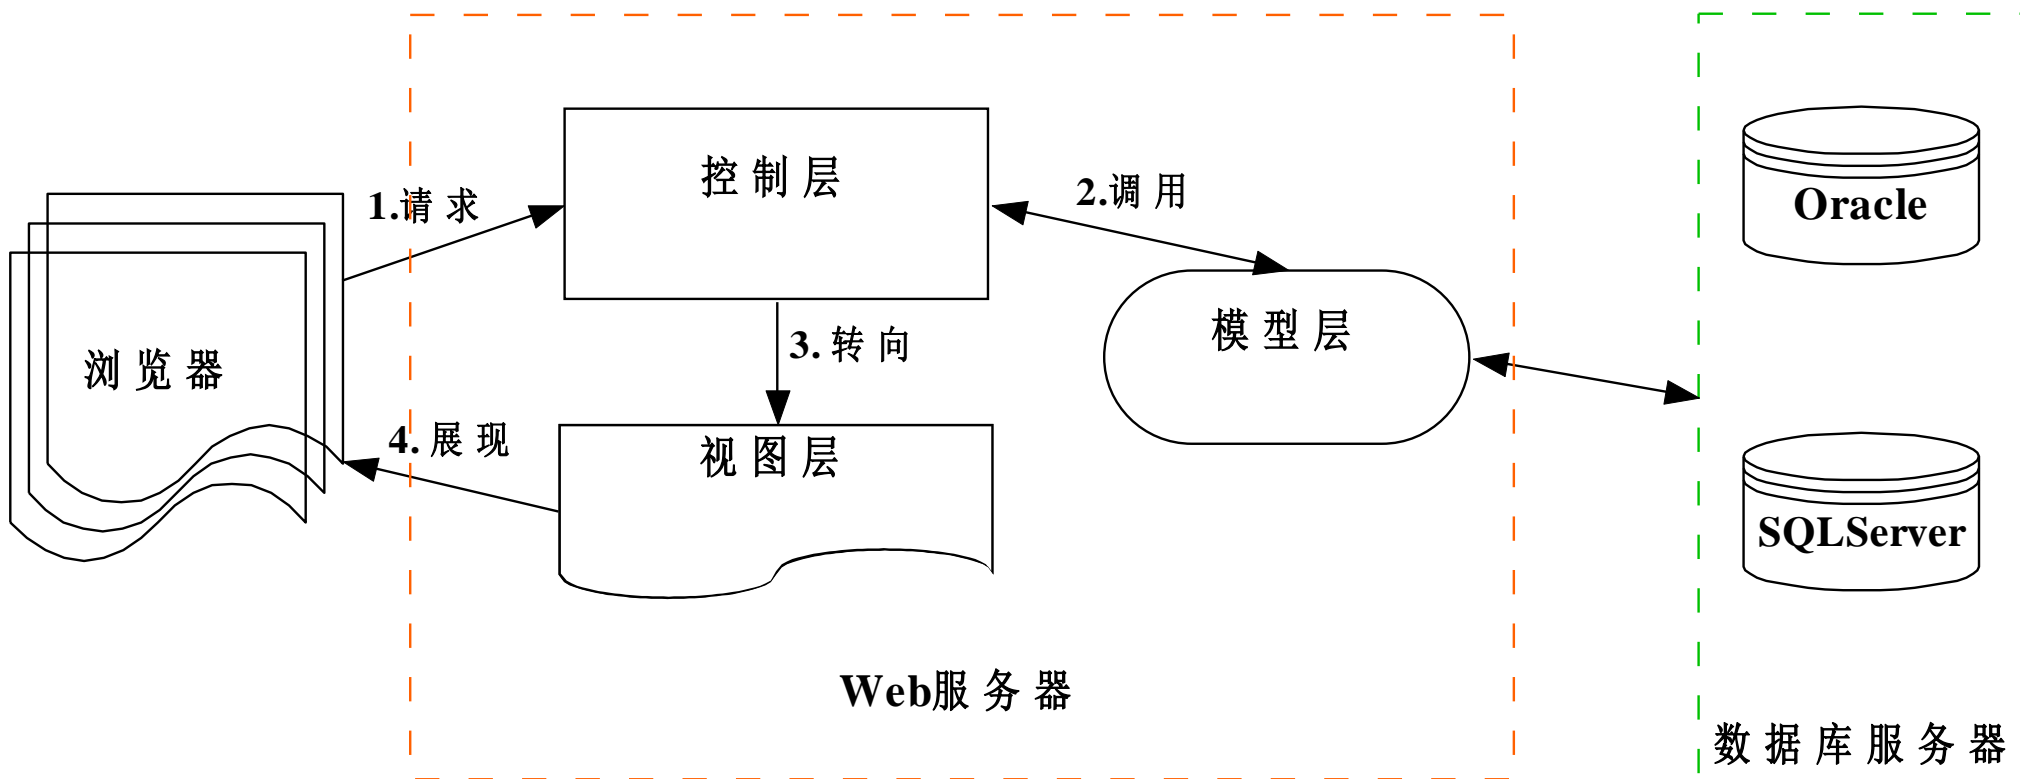 控制层
1.请求
2.调用
Oracle
浏览器
3.转向
模型层
4.展现
视图层
SQLServer
Web服务器
数据库服务器